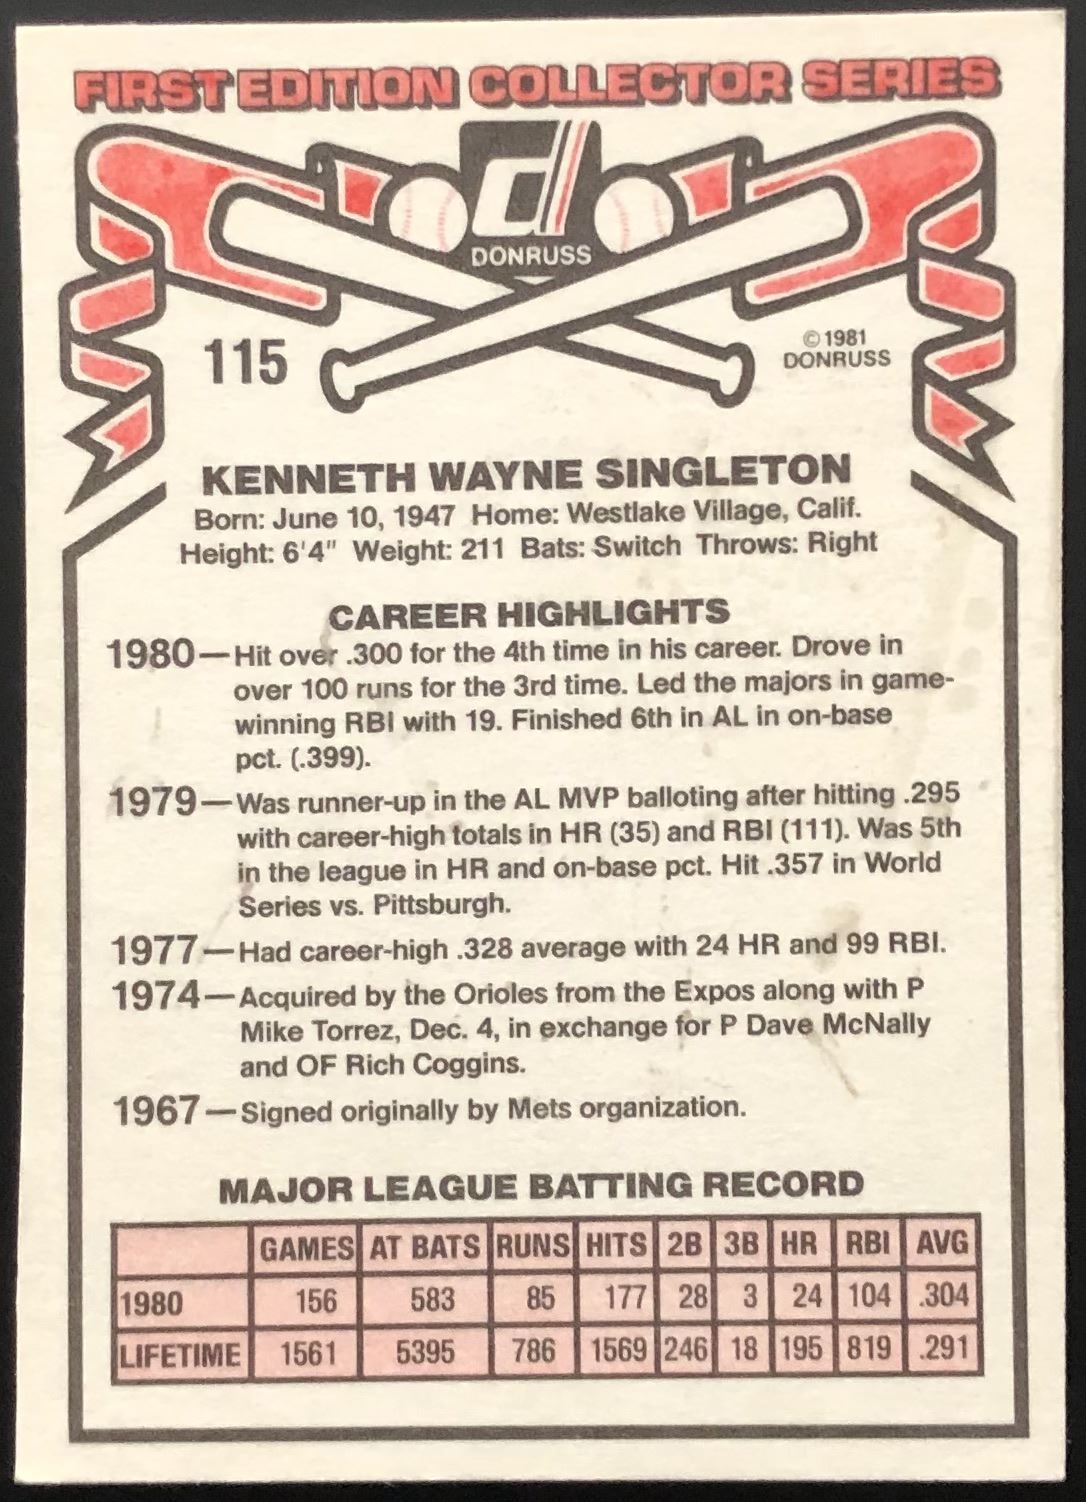 FIRST EDITION COLLECTOR SERIES
d
DONRUSS
115
©1981
DONRUSS
KENNETH WAYNE SINGLETON
Born: June 10, 1947 Home: Westlake Village, Calif.
Height: 6'4" Weight: 211 Bats: Switch Throws: Right
CAREER HIGHLIGHTS
1980—Hit over .300 for the 4th time in his career. Drove in
over 100 runs for the 3rd time. Led the majors in game-
winning RBI with 19. Finished 6th in AL in on-base
pct. (.399).
1979—Was runner-up in the AL MVP balloting after hitting .295
with career-high totals in HR (35) and RBI (111). Was 5th
in the league in HR and on-base pct. Hit .357 in World
Series vs. Pittsburgh.
1977—Had career-high .328 average with 24 HR and 99 RBI.
1974—Acquired by the Orioles from the Expos along with P
Mike Torrez, Dec. 4, in exchange for P Dave McNally
and OF Rich Coggins.
1967—Signed originally by Mets organization.
MAJOR LEAGUE BATTING RECORD
GAMES AT BATS RUNS HITS 2B 3B HR RBI AVG
1980 156 583 85 177 28 3 24 104 .304
LIFETIME 1561 5395 786 1569 246 18 195 819 .291